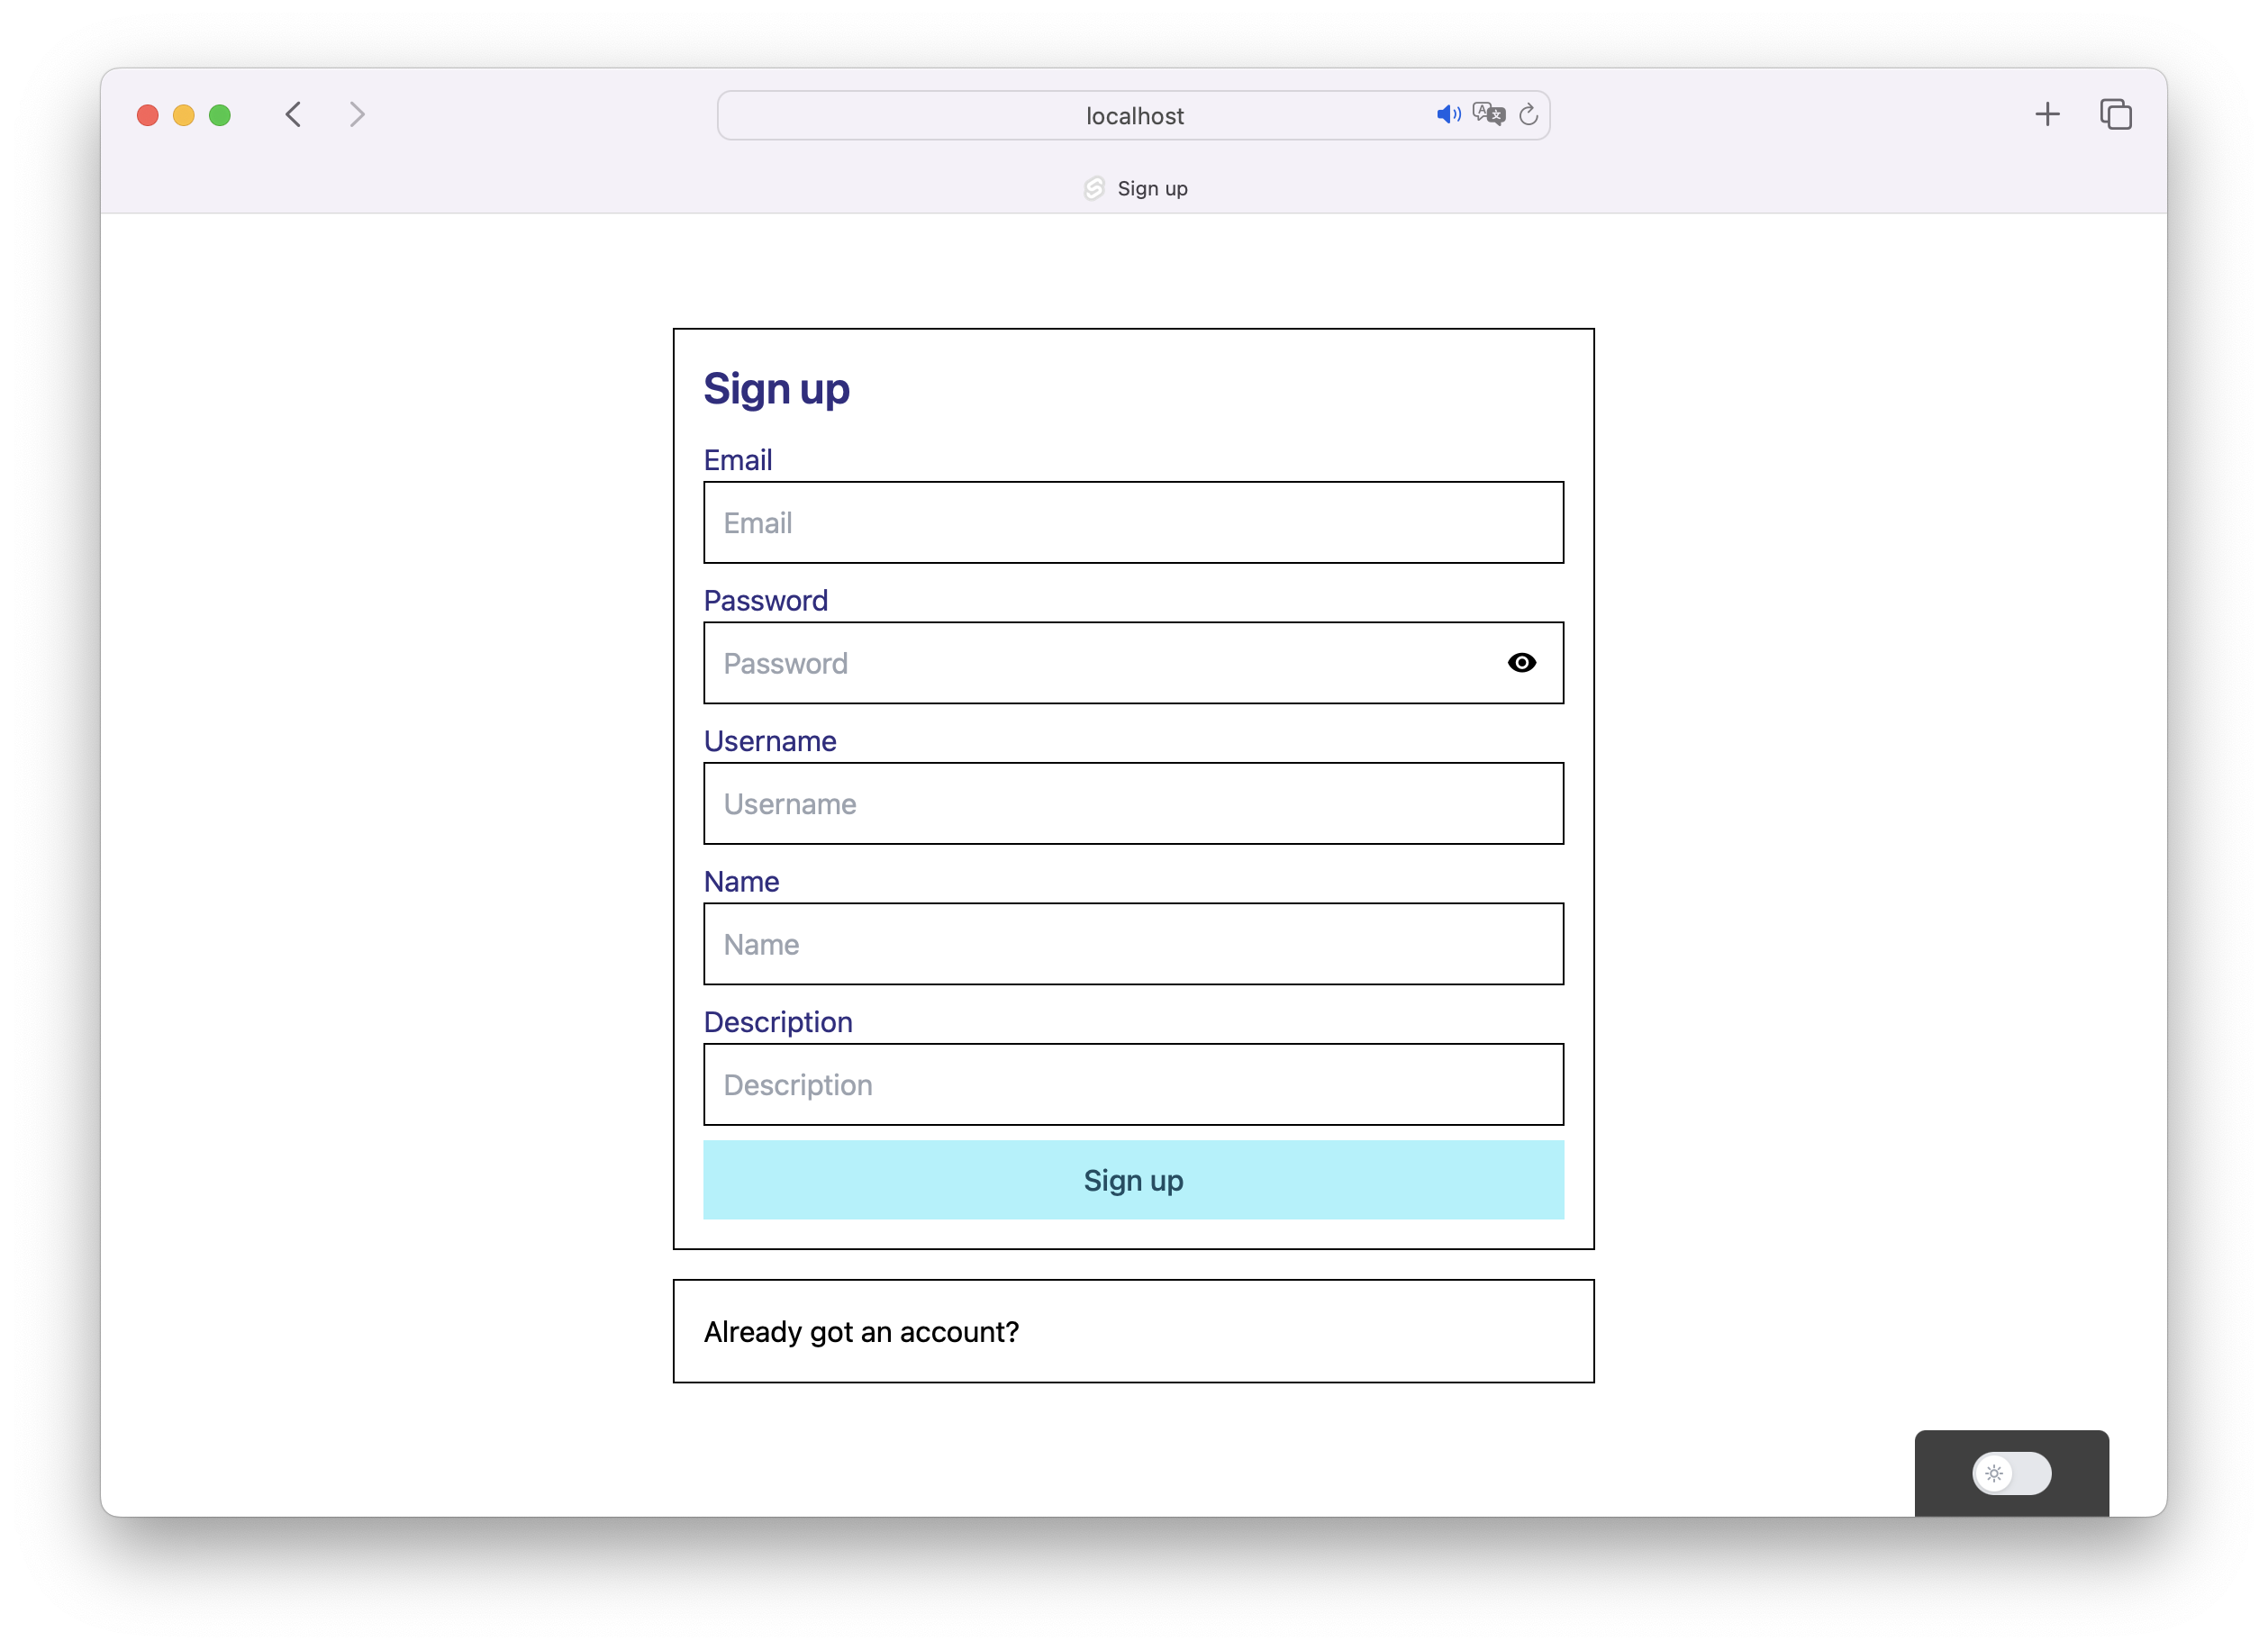 localhost
Sign up
Sign up
Email
Email
Password
Password
Username
Username
Name
Name
Description
Description
Sign up
Already got an account?